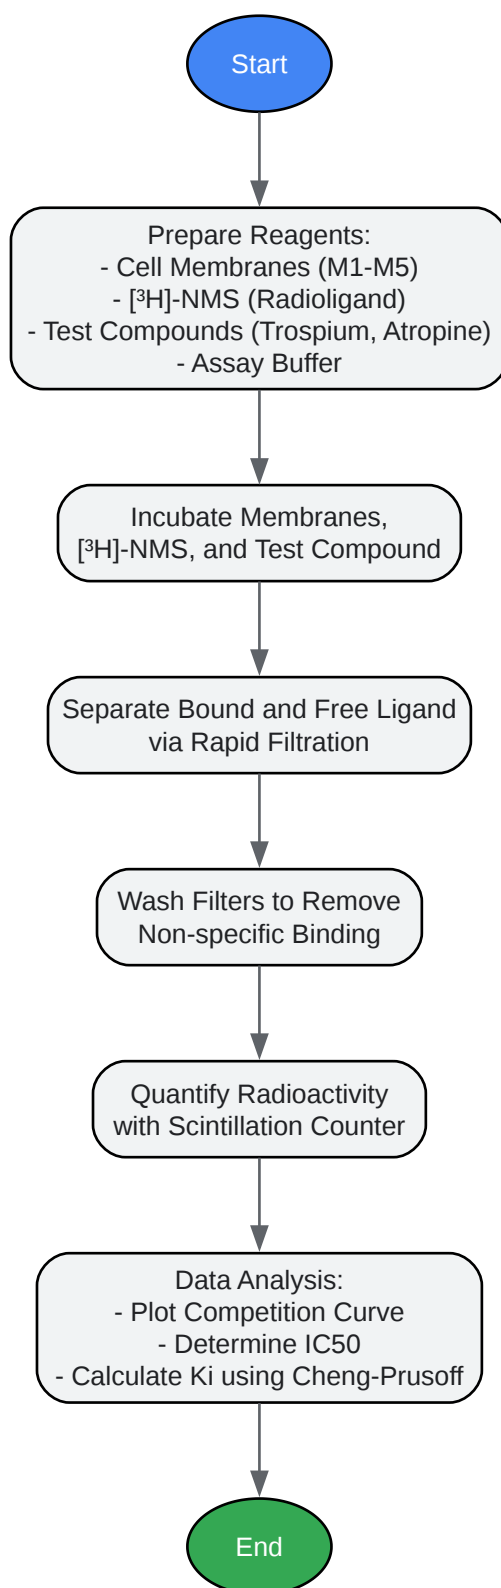 Start
Prepare Reagents:
- Cell Membranes (M1-M5)
- [³H]-NMS (Radioligand)
- Test Compounds (Trospium, Atropine)
- Assay Buffer
Incubate Membranes,
[³H]-NMS, and Test Compound
Separate Bound and Free Ligand
via Rapid Filtration
Wash Filters to Remove
Non-specific Binding
Quantify Radioactivity
with Scintillation Counter
Data Analysis:
- Plot Competition Curve
- Determine IC50
- Calculate Ki using Cheng-Prusoff
End